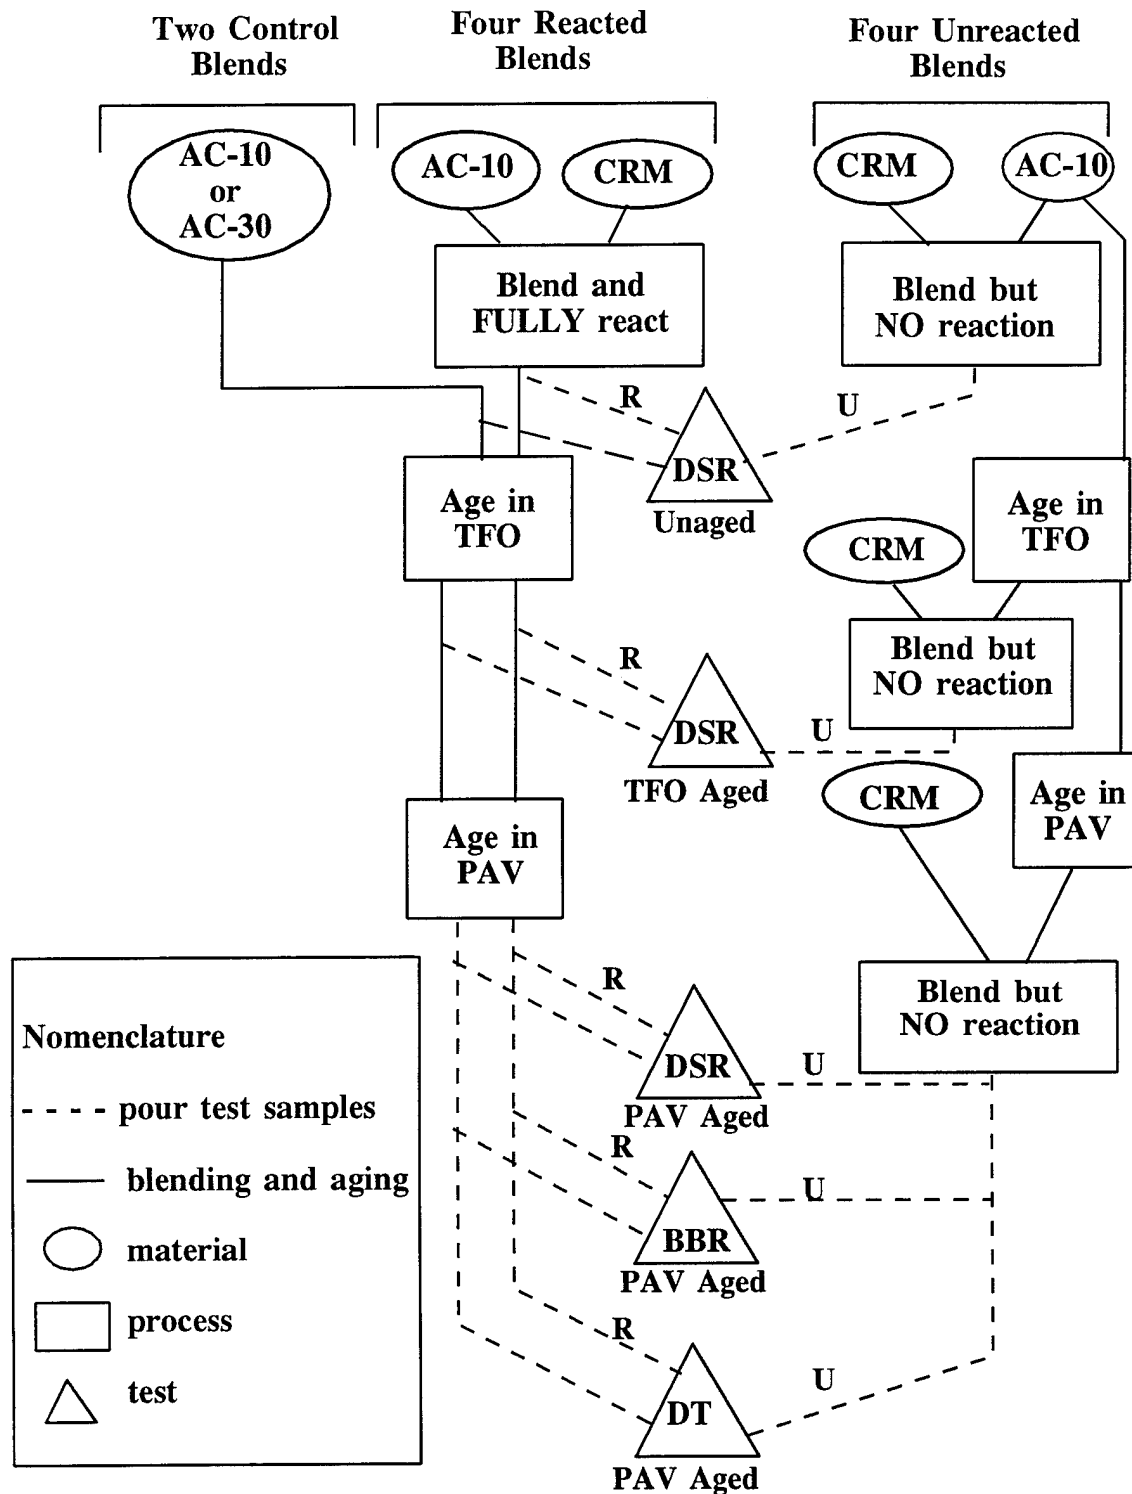 Two Control
Blends
Four Reacted
Blends
Four Unreacted
Blends
AC-10
or
AC-30
AC-10
CRM
CRM
AC-10
Blend and
FULLY react
Blend but
NO reaction
R
U
DSR
Unaged
Age in
TFO
Age in
TFO
CRM
Blend but
NO reaction
R
DSR
U
TFO Aged
CRM
Age in
PAV
Age in
PAV
Blend but
NO reaction
R
DSR
U
PAV Aged
R
U
BBR
PAV Aged
R
U
DT
PAV Aged
Nomenclature
pour test samples
blending and aging
material
process
test